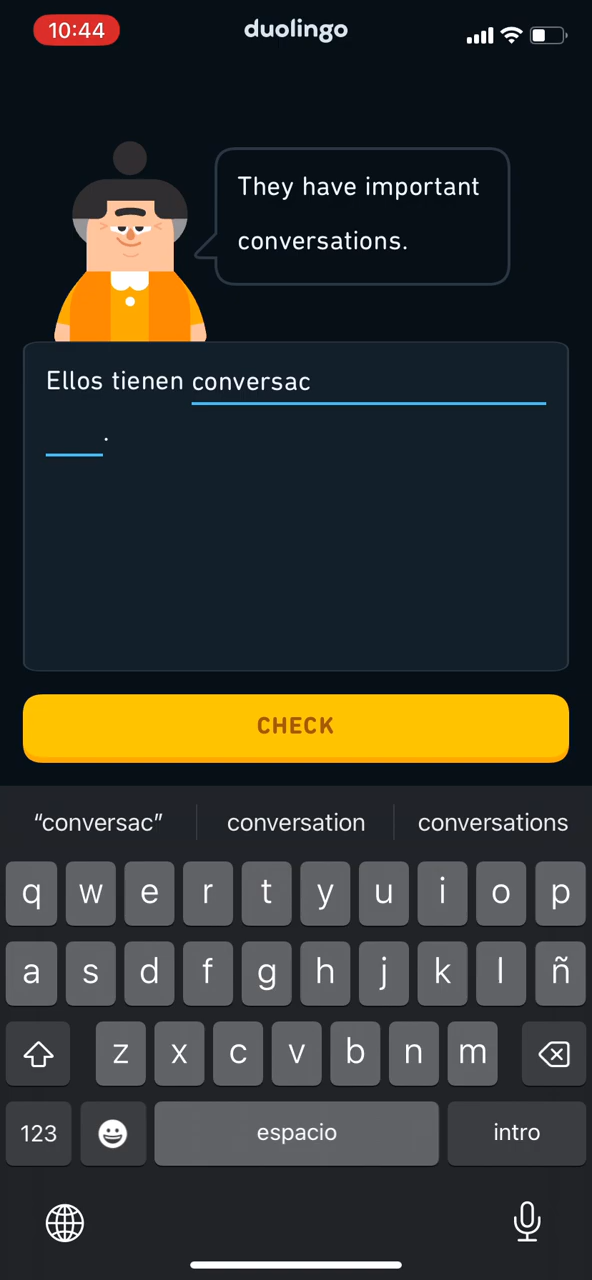 10:44
duolingo
They have important
conversations.
Ellos tienen conversac
.
CHECK
“conversac”
conversation
conversations
q w e r t y u i o p
a s d f g h j k l ñ
z x c v b n m
123
espacio
intro